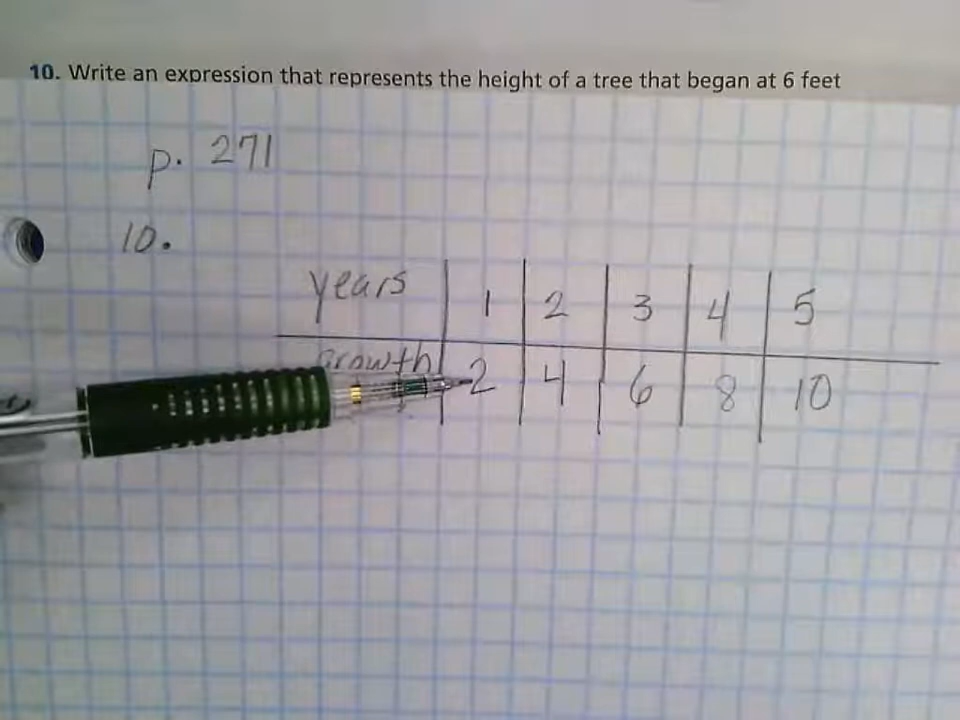 10. Write an expression that represents the height of a tree that began at 6 feet
p. 271
10.
years 1 2 3 4 5
Growth 2 4 6 8 10